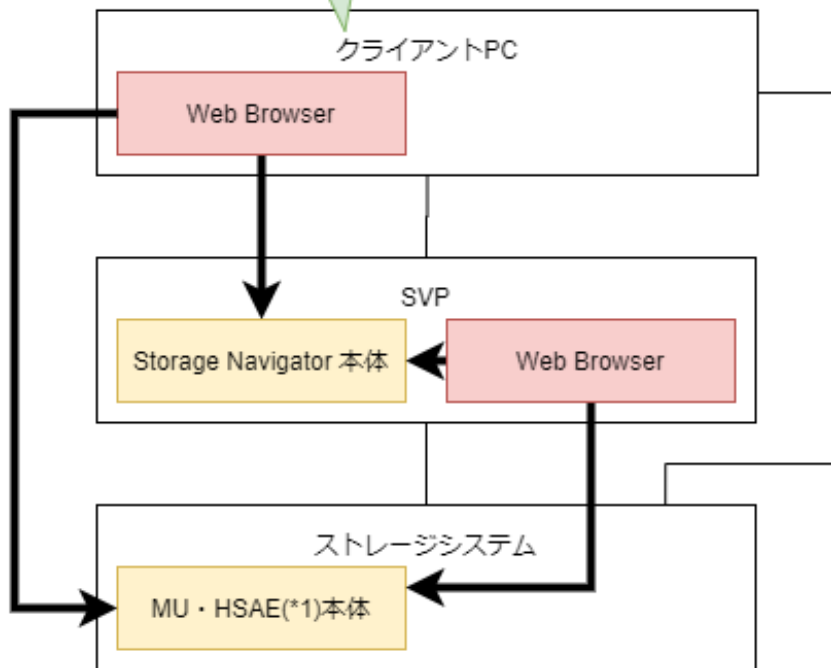 クライアントPC
Web Browser
SVP
Storage Navigator 本体
Web Browser
ストレージシステム
MU・HSAE(*1)本体